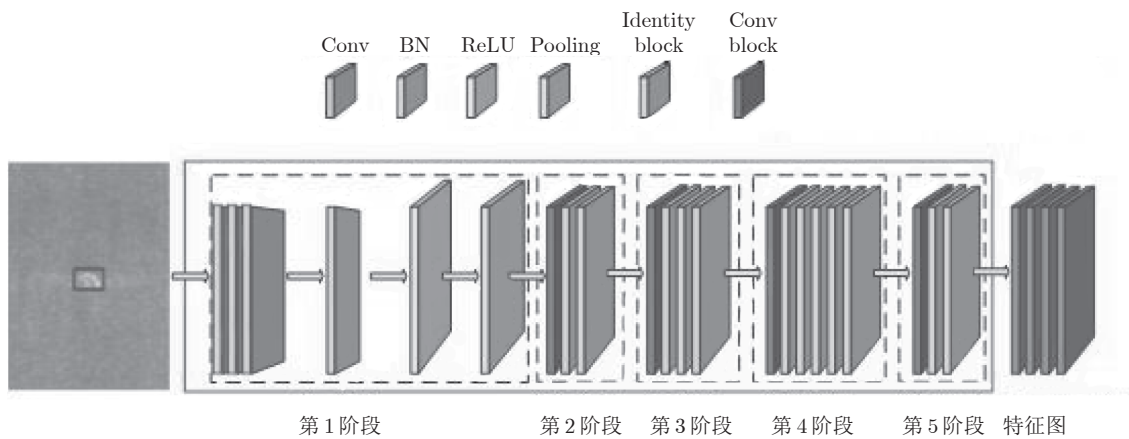 Conv BN ReLU Pooling Identity block Conv block
第 1 阶段 第 2 阶段 第 3 阶段 第 4 阶段 第 5 阶段 特征图